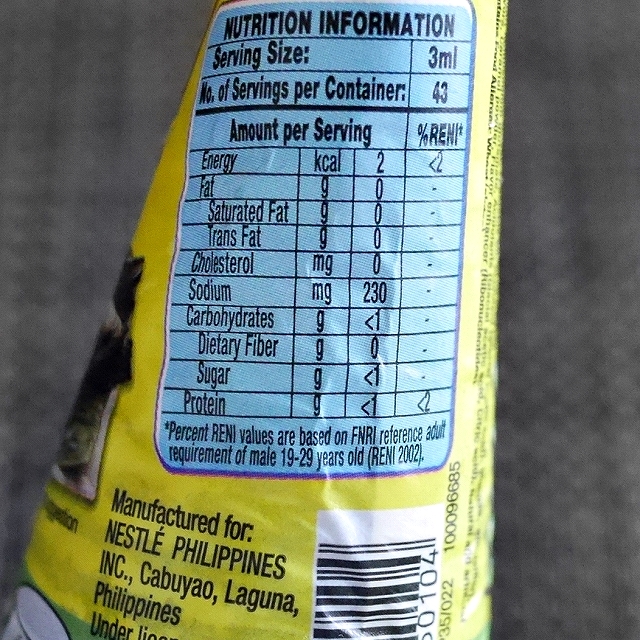 NUTRITION INFORMATION
Serving Size: 3ml
No. of Servings per Container: 43
Amount per Serving %RENI*
Energy kcal 2 <2
Fat g 0 -
Saturated Fat g 0 -
Trans Fat g 0 -
Cholesterol mg 0 -
Sodium mg 230 -
Carbohydrates g <1 -
Dietary Fiber g 0 -
Sugar g <1 -
Protein g <1 <2
*Percent RENI values are based on FNRI reference adult
requirement of male 19-29 years old (RENI 2002).
Manufactured for:
NESTLÉ PHILIPPINES
INC., Cabuyao, Laguna,
Philippines
Under
100096685